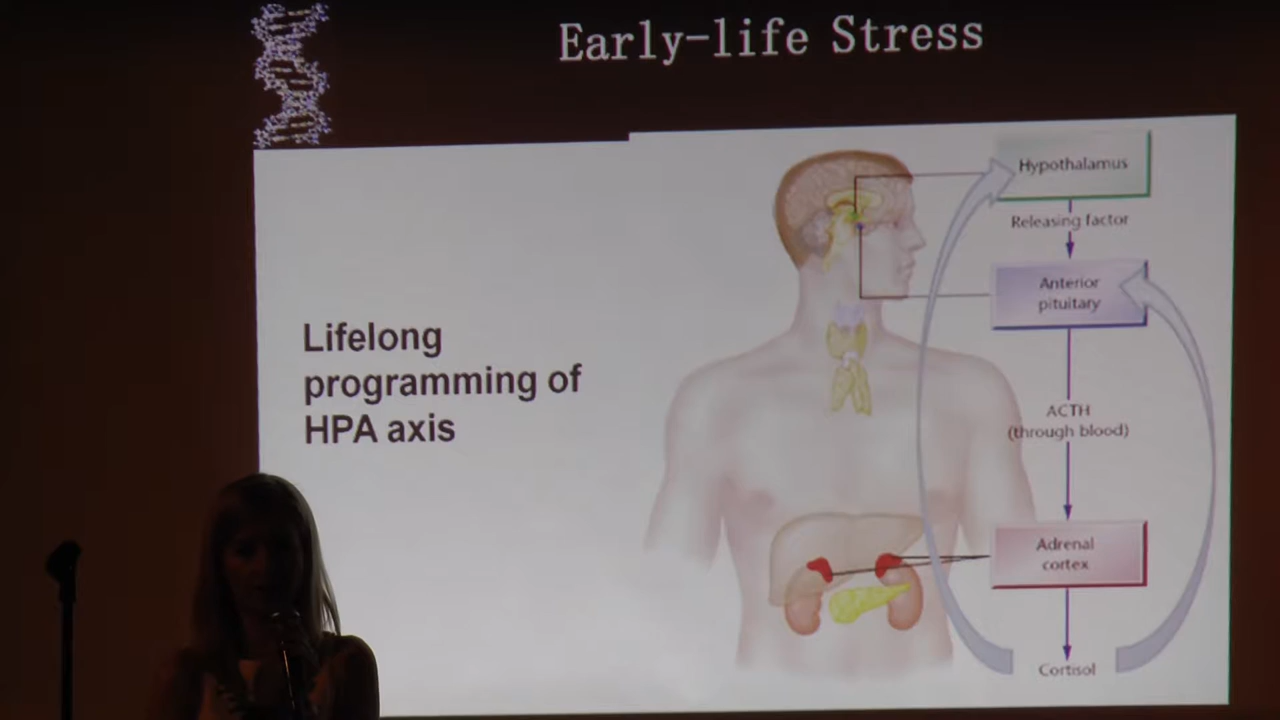 Early-life Stress
Lifelong
programming of
HPA axis
Hypothalamus
Releasing factor
Anterior
pituitary
ACTH
(through blood)
Adrenal
cortex
Cortisol